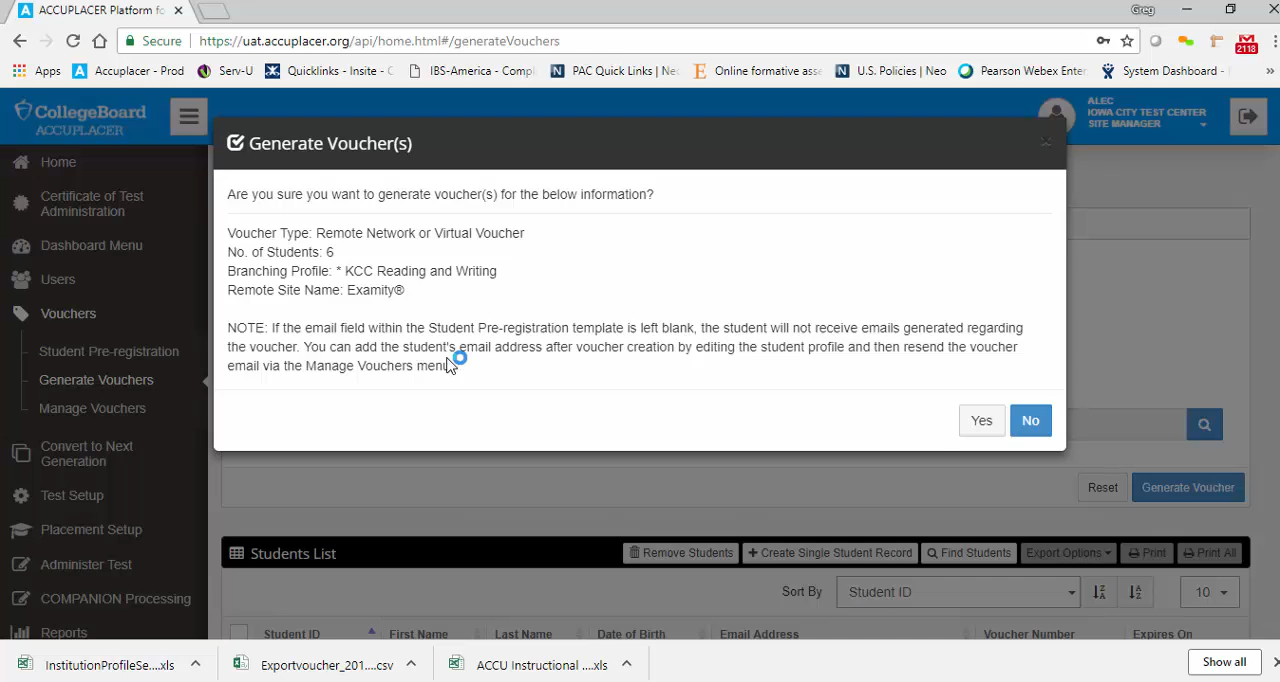 ACCUPLACER Platform fo
Greg
Secure
https://uat.accuplacer.org/api/home.html#/generateVouchers
2118
Apps
Accuplacer - Prod
Serv-U
Quicklinks - Insite - C
IBS-America - Compl
PAC Quick Links | Neo
Online formative asse
U.S. Policies | Neo
Pearson Webex Enter
System Dashboard -
CollegeBoard
ACCUPLACER
ALEC
IOWA CITY TEST CENTER
SITE MANAGER
Home
Certificate of Test
Administration
Dashboard Menu
Users
Vouchers
Student Pre-registration
Generate Vouchers
Manage Vouchers
Convert to Next
Generation
Test Setup
Placement Setup
Administer Test
COMPANION Processing
Reports
Generate Voucher(s)
Are you sure you want to generate voucher(s) for the below information?
Voucher Type: Remote Network or Virtual Voucher
No. of Students: 6
Branching Profile: * KCC Reading and Writing
Remote Site Name: Examity®
NOTE: If the email field within the Student Pre-registration template is left blank, the student will not receive emails generated regarding
the voucher. You can add the student's email address after voucher creation by editing the student profile and then resend the voucher
email via the Manage Vouchers menu
Yes
No
Reset
Generate Voucher
Students List
Remove Students
+ Create Single Student Record
Find Students
Export Options
Print
Print All
Sort By
Student ID
10
Student ID
First Name
Last Name
Date of Birth
Email Address
Voucher Number
Expires On
InstitutionProfileSe....xls
Exportvoucher_201....csv
ACCU Instructional ....xls
Show all